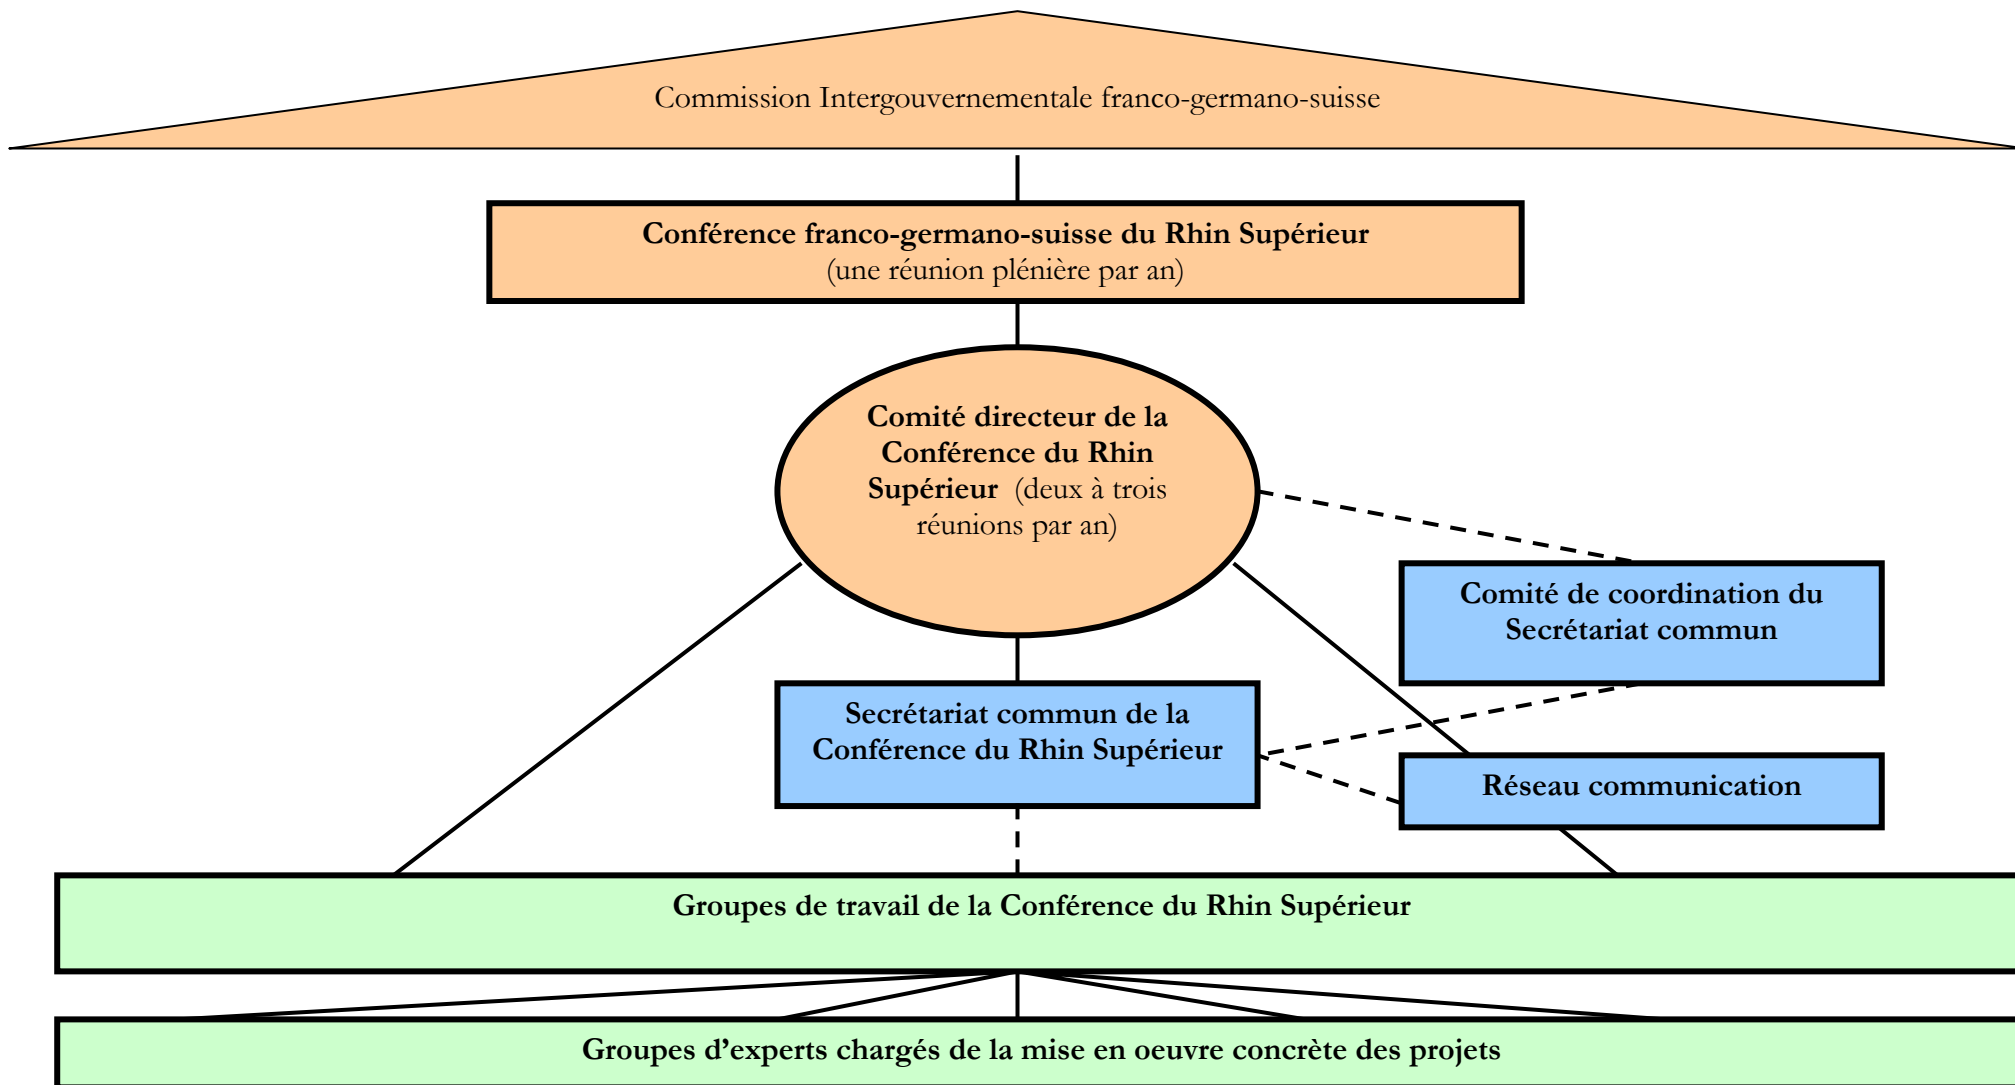 Commission Intergouvernementale franco-germano-suisse
Conférence franco-germano-suisse du Rhin Supérieur
(une réunion plénière par an)
Comité directeur de la
Conférence du Rhin
Supérieur (deux à trois
réunions par an)
Comité de coordination du
Secrétariat commun
Secrétariat commun de la
Conférence du Rhin Supérieur
Réseau communication
Groupes de travail de la Conférence du Rhin Supérieur
Groupes d’experts chargés de la mise en oeuvre concrète des projets